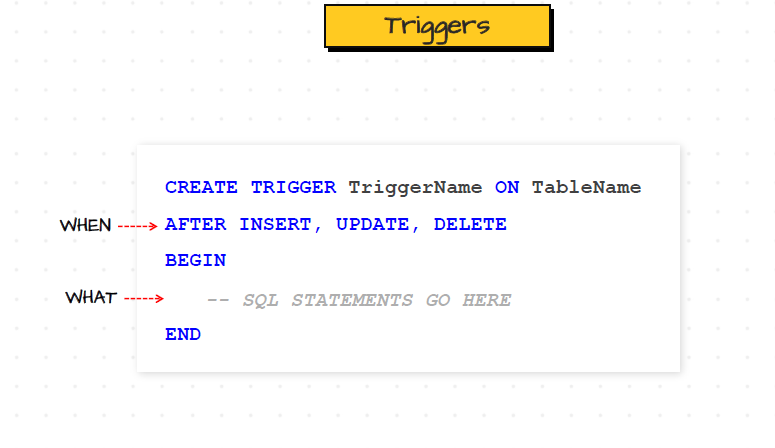 Triggers
CREATE TRIGGER TriggerName ON TableName
WHEN AFTER INSERT, UPDATE, DELETE
BEGIN
WHAT -- SQL STATEMENTS GO HERE
END